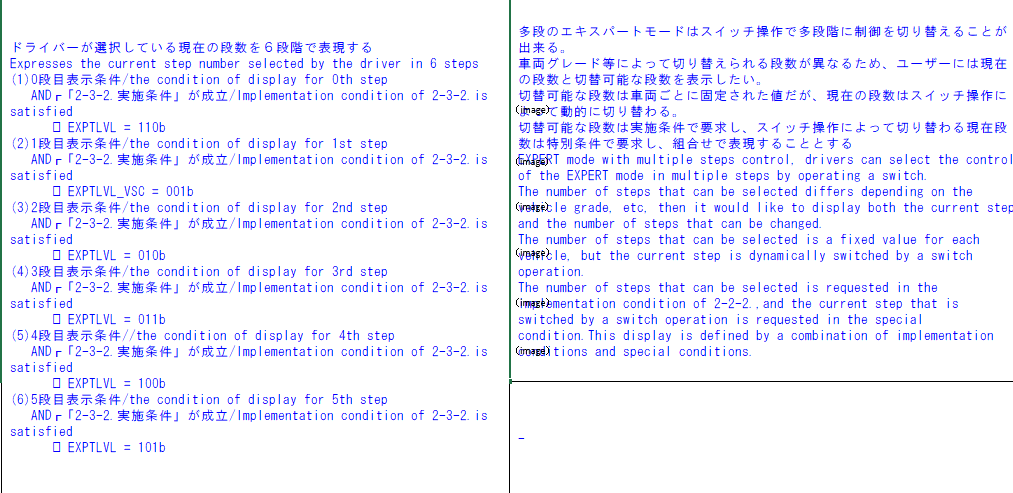 ドライバーが選択している現在の段数を６段階で表現する
Expresses the current step number selected by the driver in 6 steps
(1)0段目表示条件/the condition of display for 0th step
AND┌「2-3-2.実施条件」が成立/Implementation condition of 2-3-2.is
satisfied
EXPTLVL = 110b
(2)1段目表示条件/the condition of display for 1st step
AND┌「2-3-2.実施条件」が成立/Implementation condition of 2-3-2.is
satisfied
EXPTLVL_VSC = 001b
(3)2段目表示条件/the condition of display for 2nd step
AND┌「2-3-2.実施条件」が成立/Implementation condition of 2-3-2.is
satisfied
EXPTLVL = 010b
(4)3段目表示条件/the condition of display for 3rd step
AND┌「2-3-2.実施条件」が成立/Implementation condition of 2-3-2.is
satisfied
EXPTLVL = 011b
(5)4段目表示条件//the condition of display for 4th step
AND┌「2-3-2.実施条件」が成立/Implementation condition of 2-3-2.is
satisfied
EXPTLVL = 100b
(6)5段目表示条件/the condition of display for 5th step
AND┌「2-3-2.実施条件」が成立/Implementation condition of 2-3-2.is
satisfied
EXPTLVL = 101b
多段のエキスパートモードはスイッチ操作で多段階に制御を切り替えることが
出来る。
車両グレード等によって切り替えられる段数が異なるため、ユーザーには現在
の段数と切替可能な段数を表示したい。
切替可能な段数は車両ごとに固定された値だが、現在の段数はスイッチ操作に
(image)
よって動的に切り替わる。
切替可能な段数は実施条件で要求し、スイッチ操作によって切り替わる現在段
数は特別条件で要求し、組合せで表現することとする
EXPERT mode with multiple steps control, drivers can select the control
(image)
of the EXPERT mode in multiple steps by operating a switch.
The number of steps that can be selected differs depending on the
(image)
vehicle grade, etc, then it would like to display both the current step
and the number of steps that can be changed.
The number of steps that can be selected is a fixed value for each
(image)
vehicle, but the current step is dynamically switched by a switch
operation.
The number of steps that can be selected is requested in the
(image)
implementation condition of 2-2-2.,and the current step that is
switched by a switch operation is requested in the special
condition.This display is defined by a combination of implementation
(image)
conditions and special conditions.
–